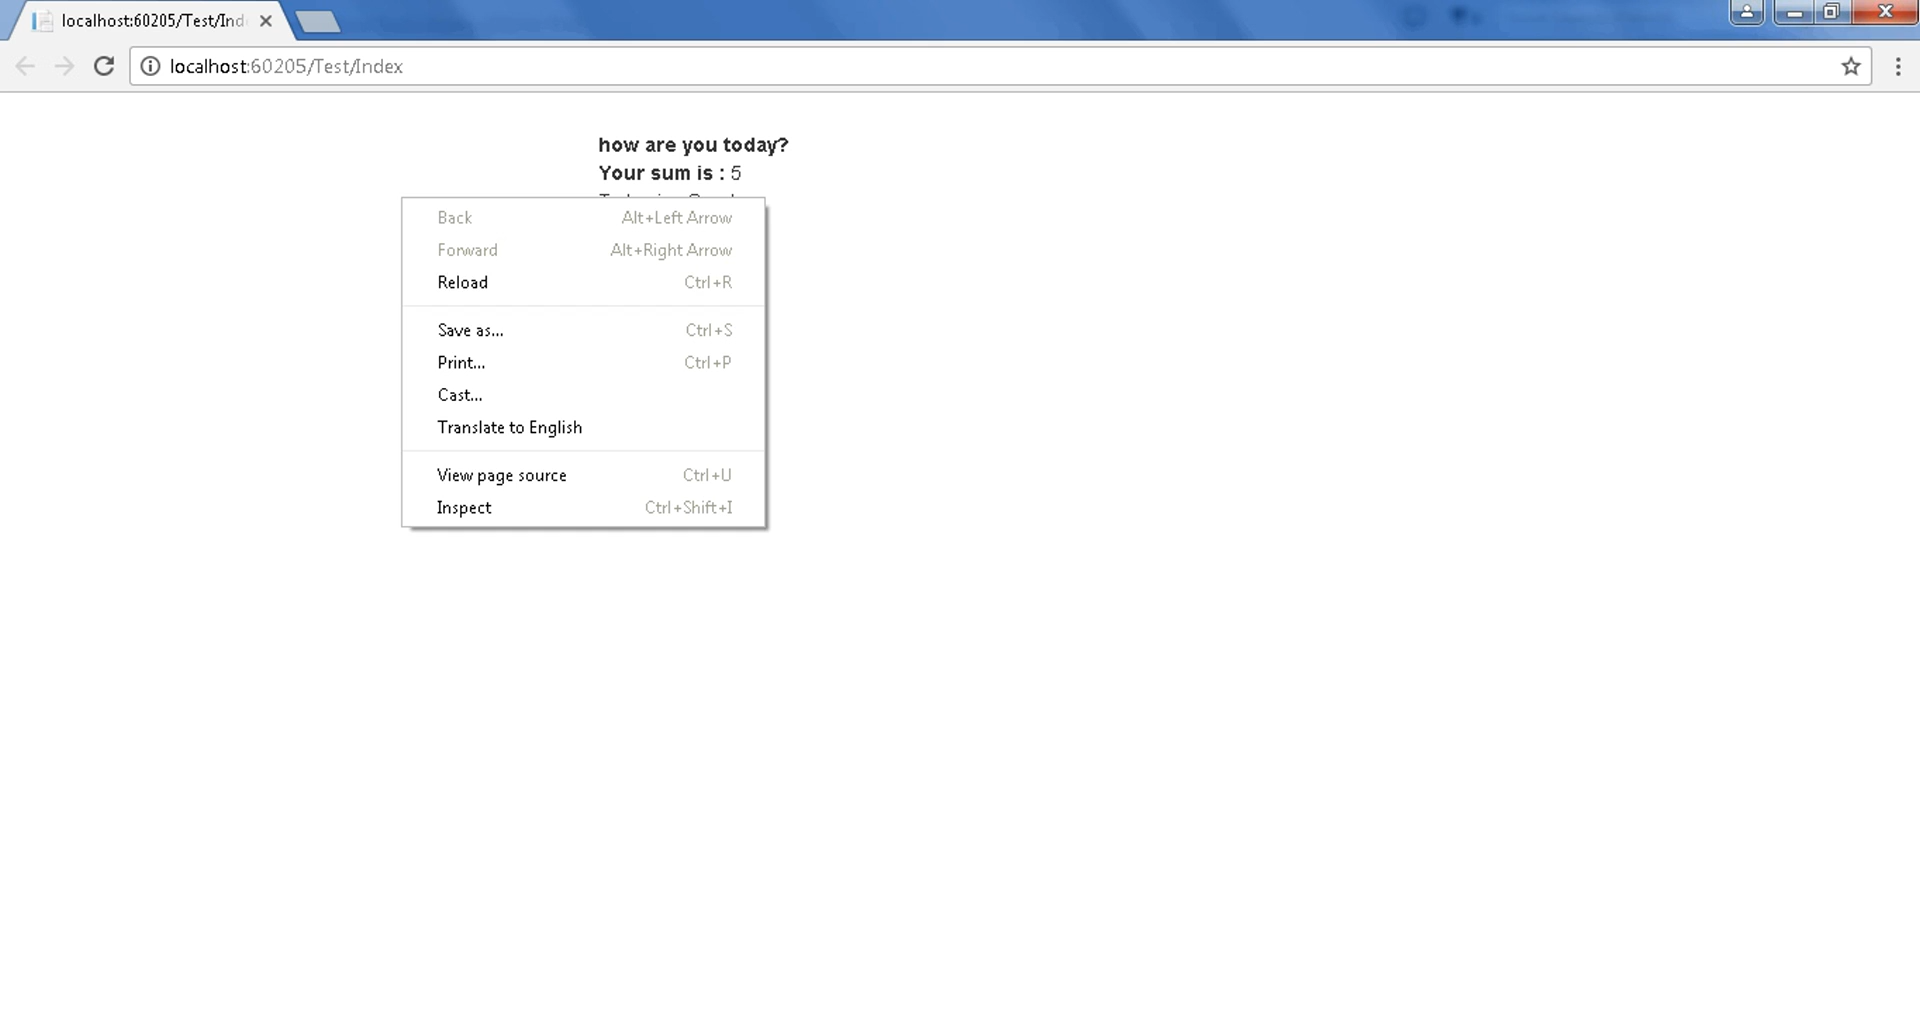 localhost:60205/Test/Ind
localhost:60205/Test/Index
how are you today?
Your sum is : 5
Back Alt+Left Arrow
Forward Alt+Right Arrow
Reload Ctrl+R
Save as... Ctrl+S
Print... Ctrl+P
Cast...
Translate to English
View page source Ctrl+U
Inspect Ctrl+Shift+I